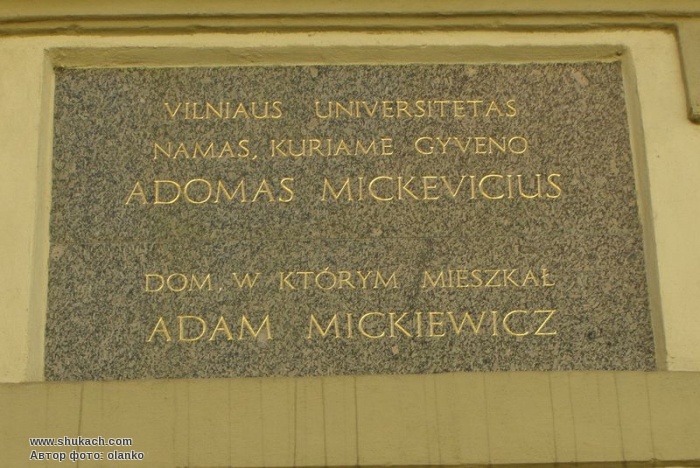 VILNIAUS UNIVERSITETAS
NAMAS, KURIAME GYVENO
ADOMAS MICKEVICIUS
DOM, W KTÓRYM MIESZKAŁ
ADAM MICKIEWICZ
www.shukach.com
Автор фото: olanko